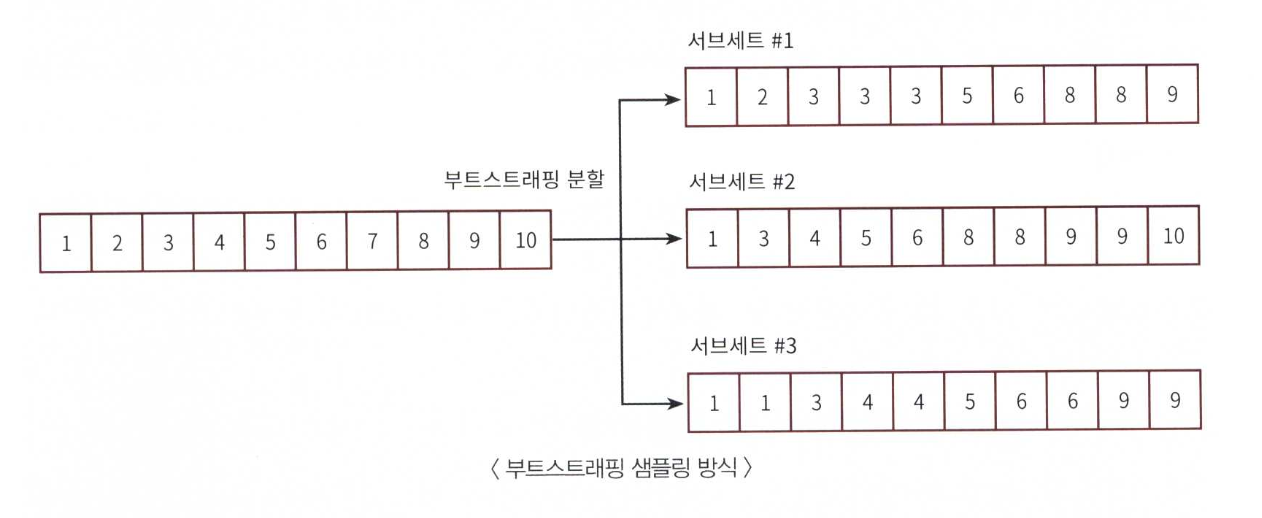 서브세트 #1
1 2 3 3 3 5 6 8 8 9
부트스트래핑 분할
서브세트 #2
1 2 3 4 5 6 7 8 9 10
1 3 4 5 6 8 8 9 9 10
서브세트 #3
1 1 3 4 4 5 6 6 9 9
〈 부트스트래핑 샘플링 방식 〉